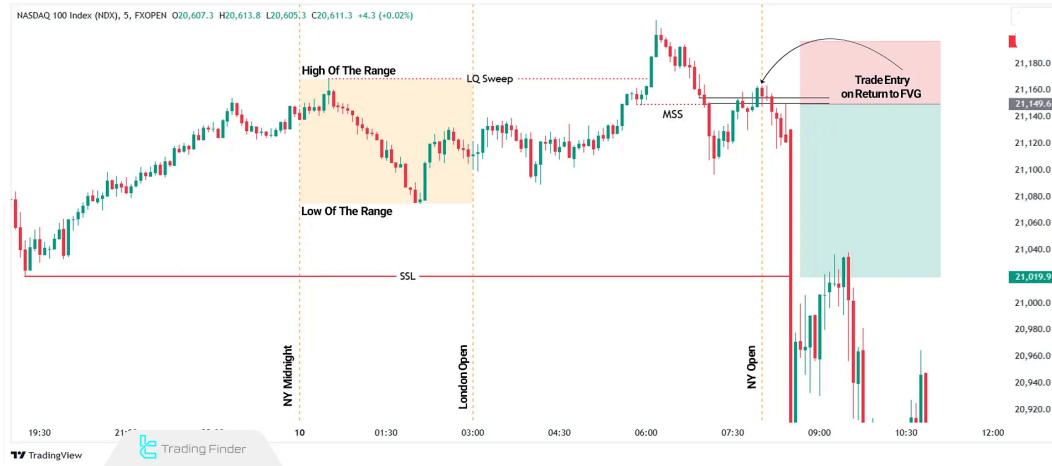 NASDAQ 100 Index (NDX), 5, FXOPEN O20,607.3 H20,613.8 L20,605.3 C20,611.3 +4.3 (+0.02%)
High Of The Range
LQ Sweep
Trade Entry
on Return to FVG
MSS
Low Of The Range
SSL
NY Midnight
London Open
NY Open
21,180.0
21,160.0
21,149.6
21,140.0
21,120.0
21,100.0
21,080.0
21,060.0
21,040.0
21,019.9
21,000.0
20,980.0
20,960.0
20,940.0
20,920.0
19:30
10
01:30
03:00
04:30
06:00
07:30
09:00
10:30
12:00
Trading Finder
TradingView